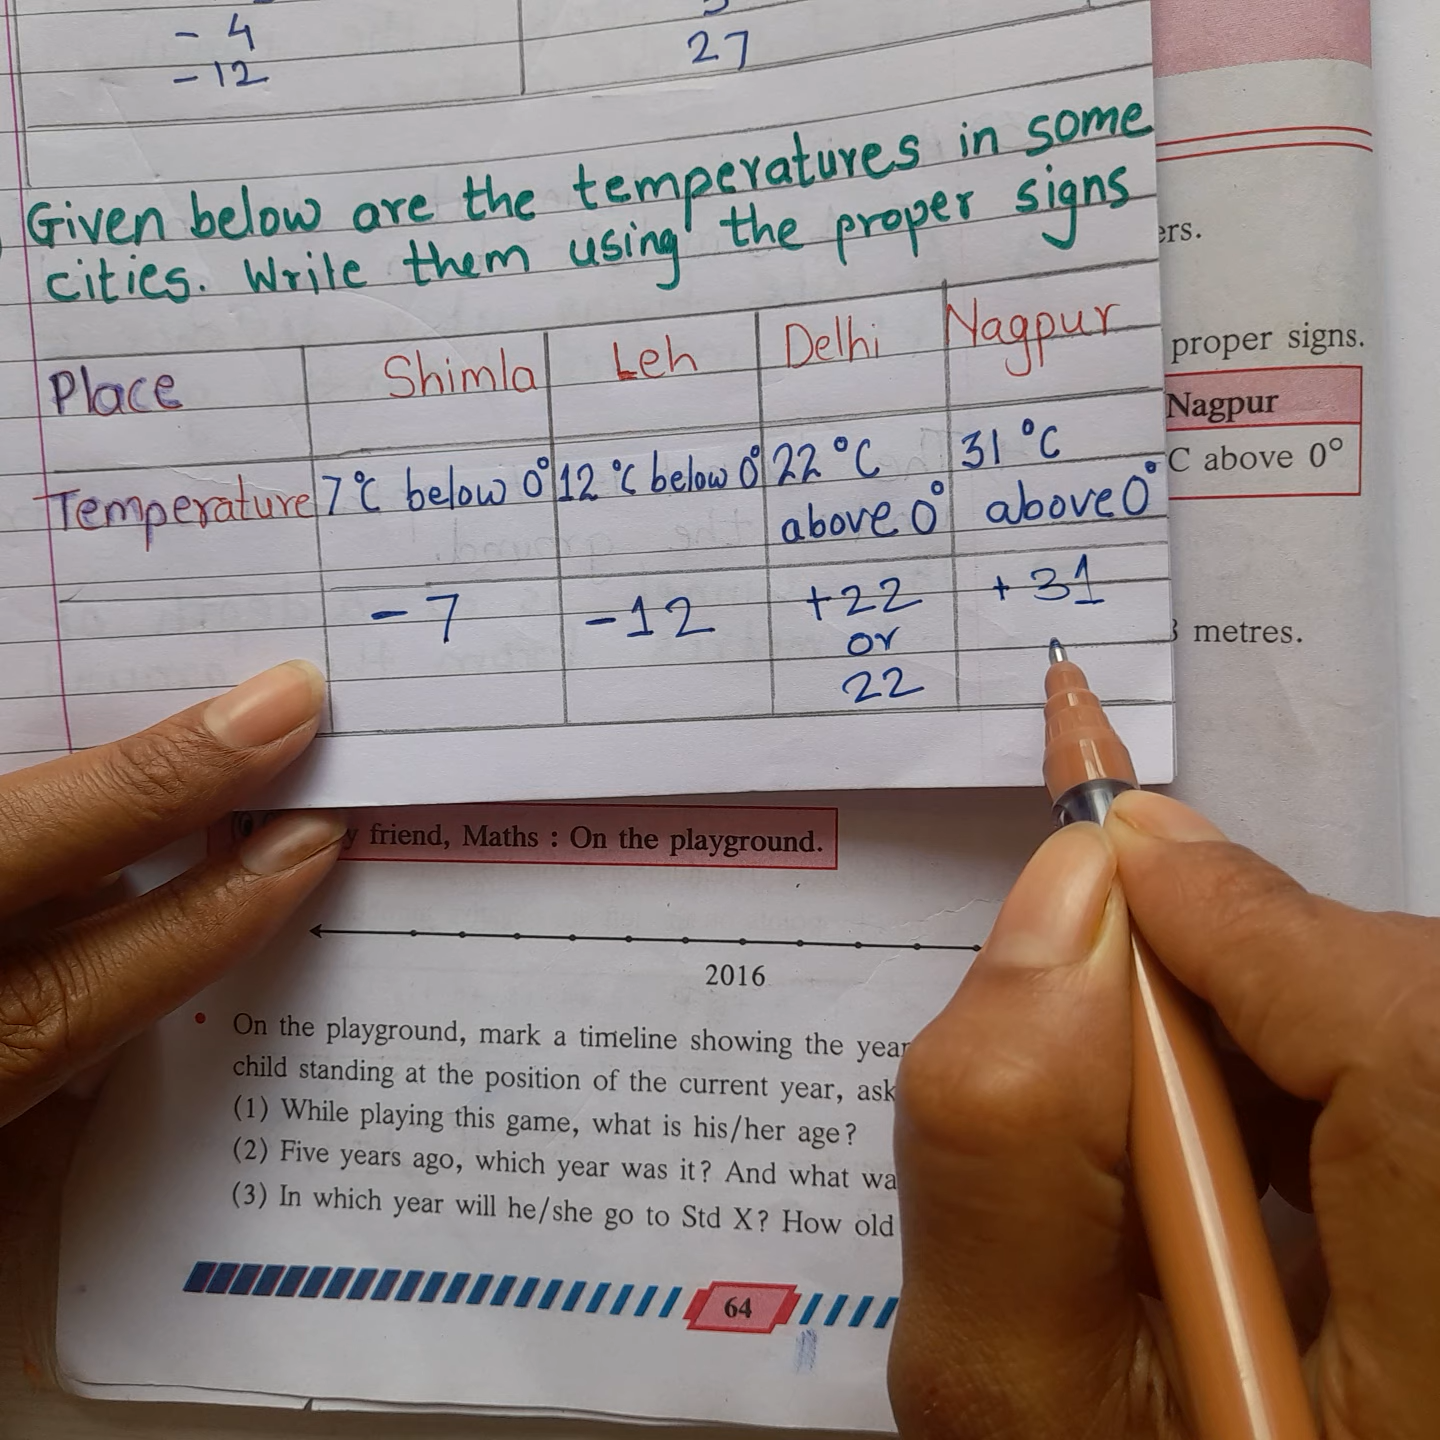 - 4
27
-12
Given below are the temperatures in some
cities. Write them using the proper signs
Place Shimla Leh Delhi Nagpur
Temperature 7°C below 0° 12 °C below 0° 22 °C above 0° 31 °C above 0°
-7 -12 +22 or 22 + 31
proper signs.
Nagpur
°C above 0°
metres.
friend, Maths : On the playground.
2016
• On the playground, mark a timeline showing the year
child standing at the position of the current year, ask
(1) While playing this game, what is his/her age?
(2) Five years ago, which year was it? And what wa
(3) In which year will he/she go to Std X? How old
64